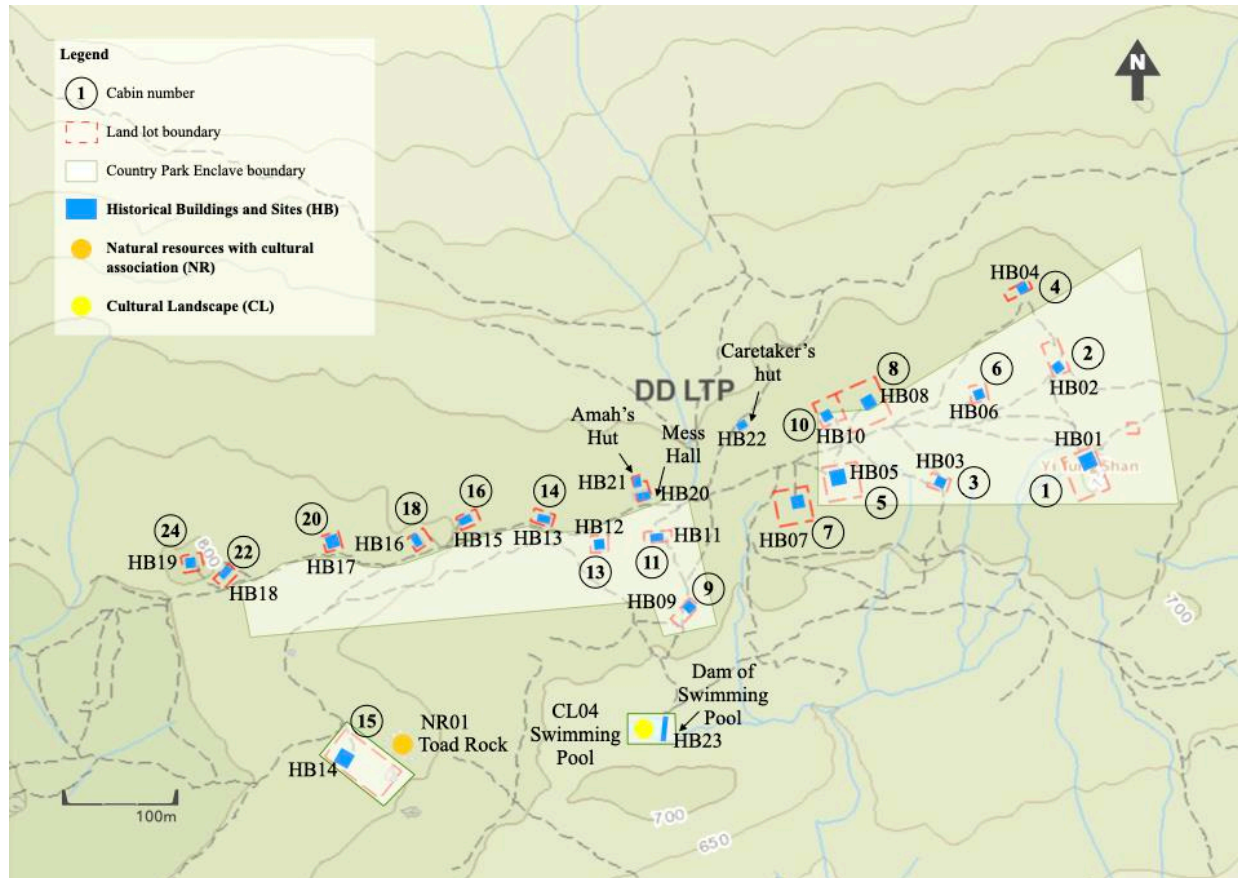 Legend
1 Cabin number
Land lot boundary
Country Park Enclave boundary
Historical Buildings and Sites (HB)
Natural resources with cultural
association (NR)
Cultural Landscape (CL)
N
HB04
4
2
HB02
6
HB06
8
HB08
10
HB10
Caretaker's
hut
HB22
DD LTP
Amah's
Hut
Mess
Hall
HB21
HB20
HB01
1
HB03
3
HB05
5
HB07
7
24
HB19
600
22
HB18
20
HB17
18
HB16
16
HB15
14
HB13
HB12
13
HB11
11
HB09
9
700
15
HB14
NR01
Toad Rock
CL04
Swimming
Pool
Dam of
Swimming
Pool
HB23
700
650
100m